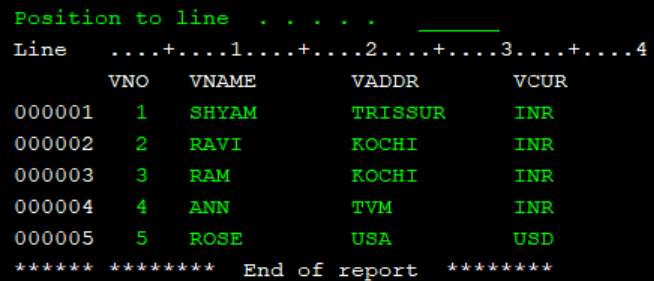 Position to line . . . . .
Line ....+....1....+....2....+....3....+....4
VNO VNAME VADDR VCUR
000001 1 SHYAM TRISSUR INR
000002 2 RAVI KOCHI INR
000003 3 RAM KOCHI INR
000004 4 ANN TVM INR
000005 5 ROSE USA USD
****** ******** End of report ********